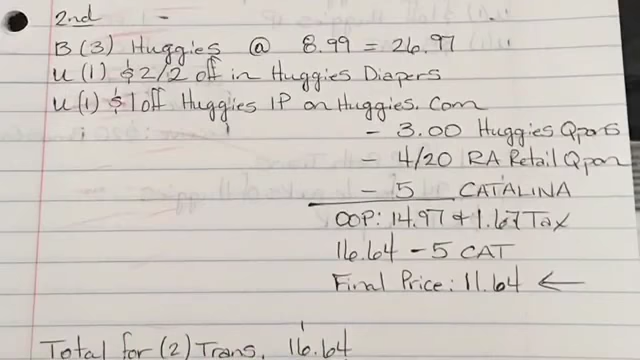 2nd -
B (3) Huggies @ 8.99 = 26.97
U (1) $2/2 off in Huggies Diapers
U (1) $1 off Huggies IP on Huggies.Com
- 3.00 Huggies Qpons
- 4/20 RA Retail Qpon
- 5 CATALINA
OOP: 14.97 + 1.67 Tax
16.64 - 5 CAT
Final Price: 11.64 ←
Total for (2) Trans. 16.64